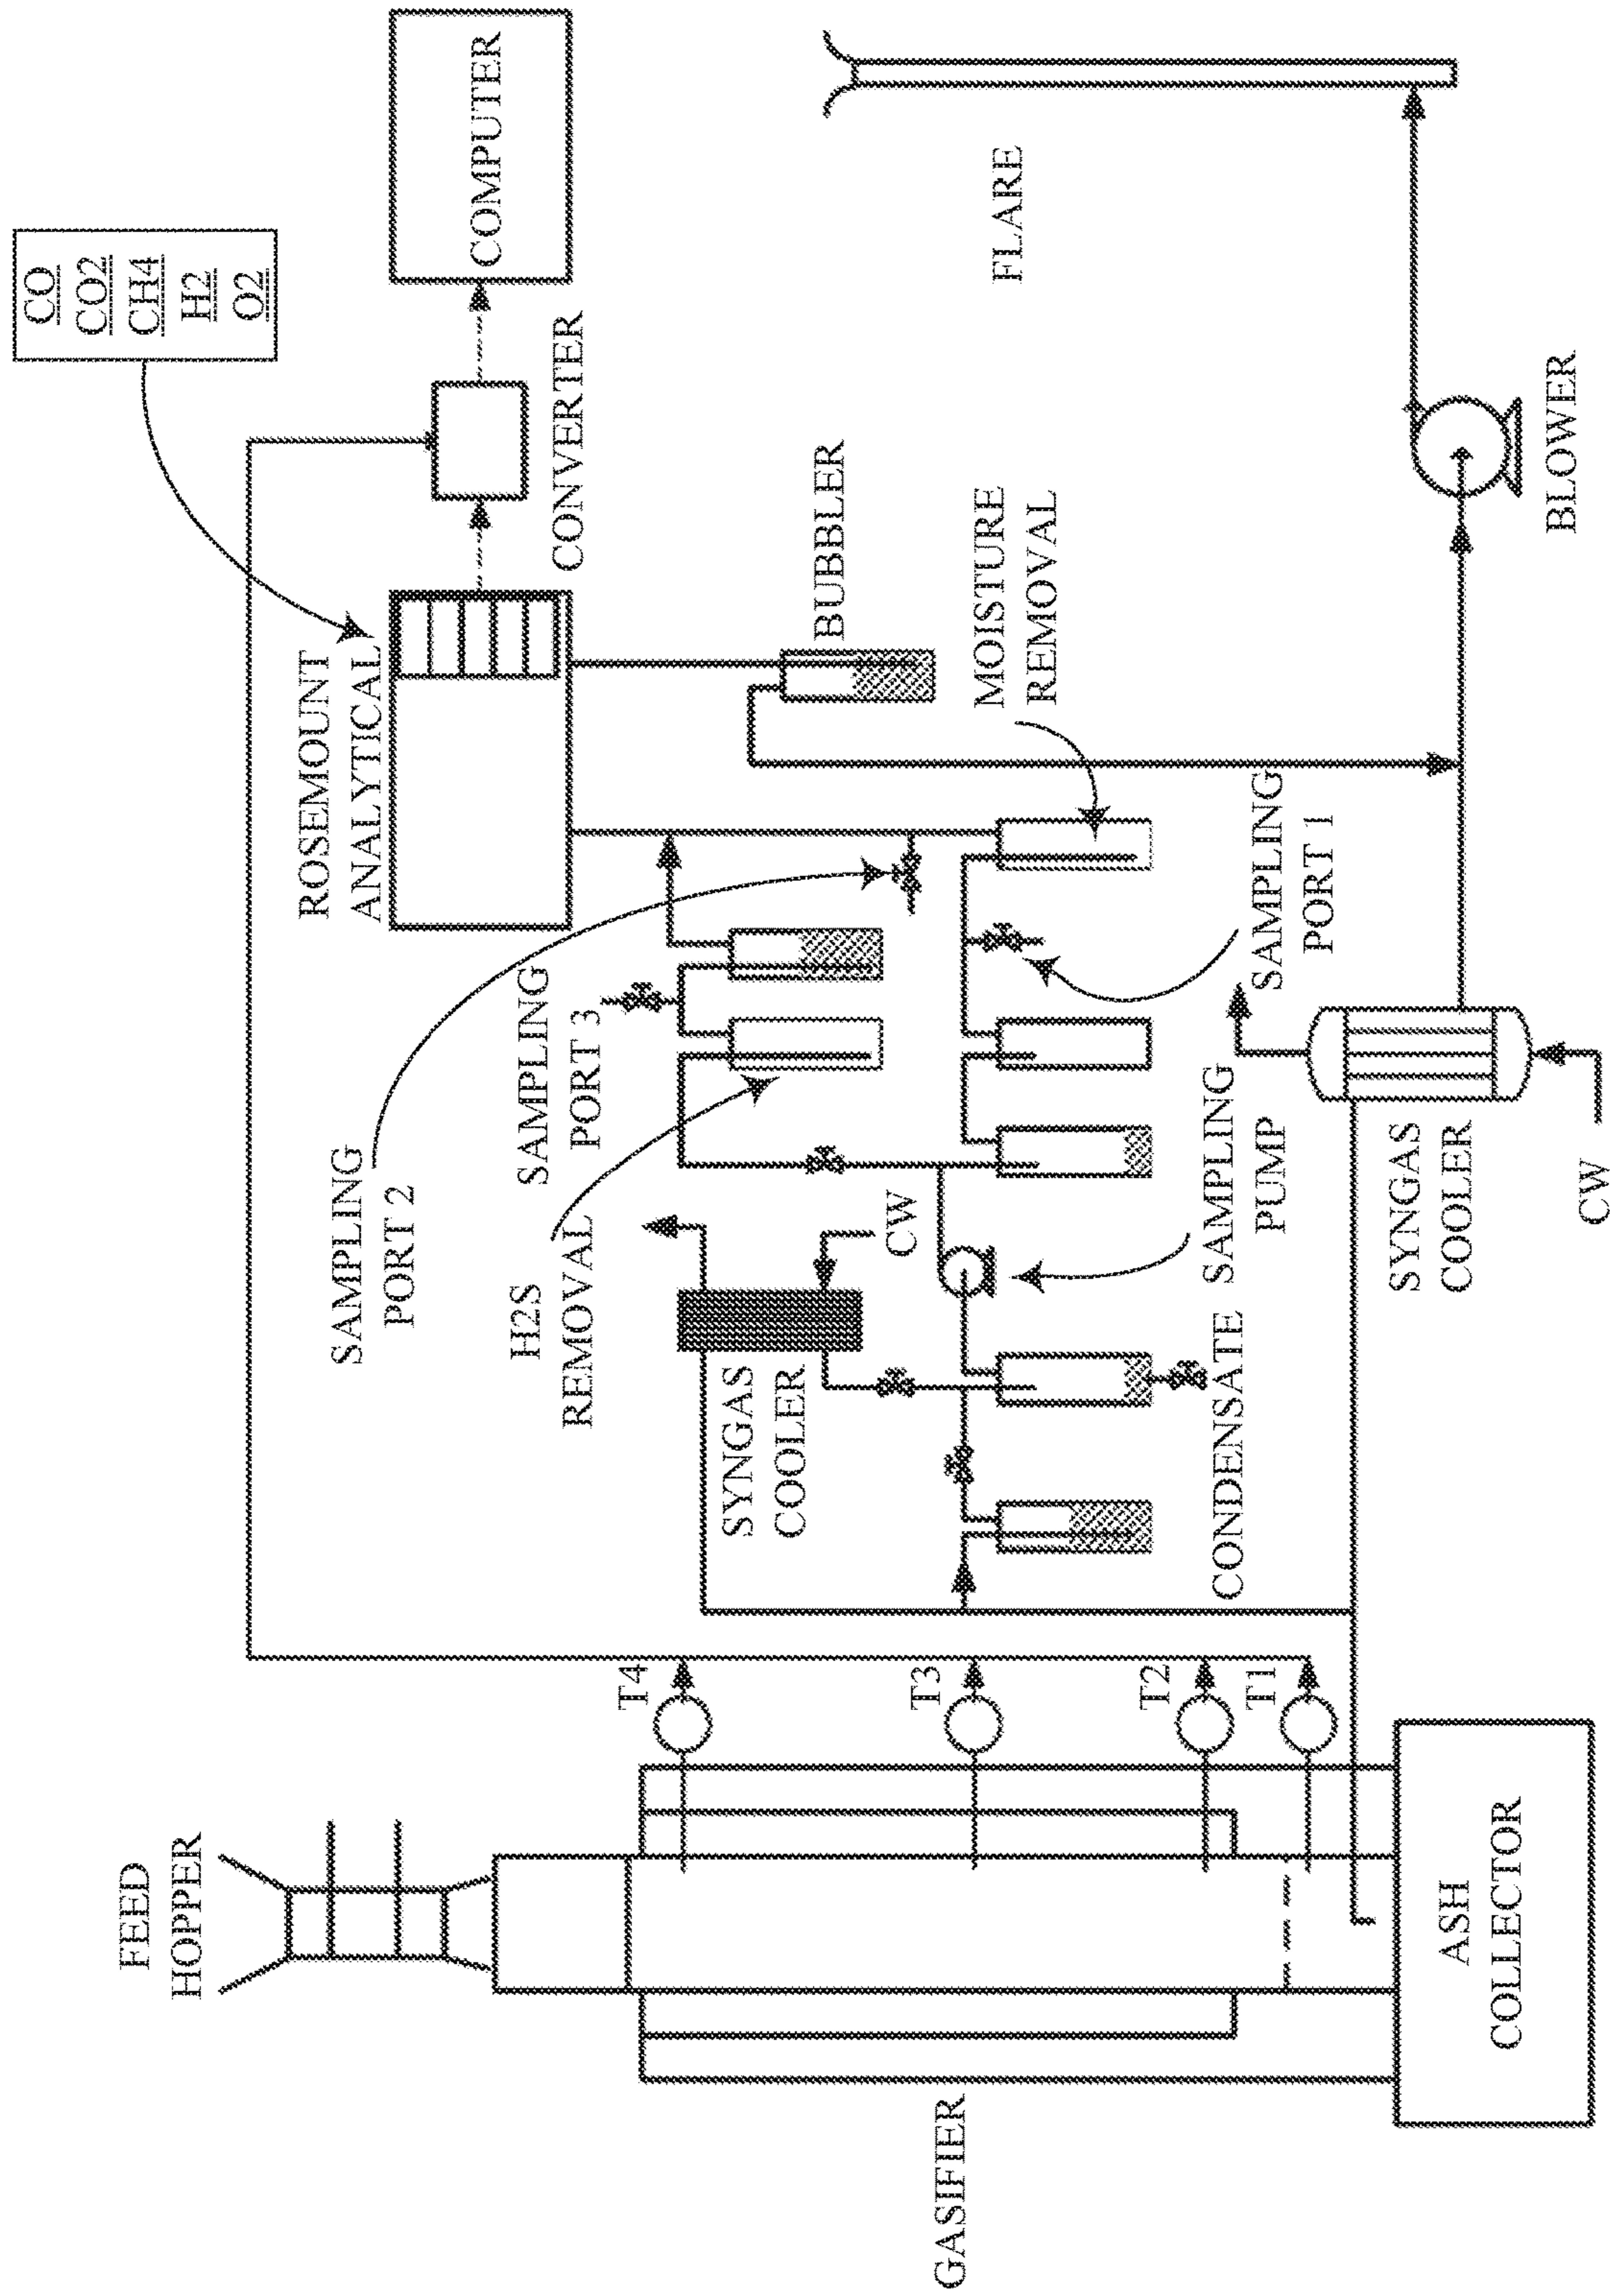 CO
CO2
CH4
H2
O2
COMPUTER
CONVERTER
ROSEMOUNT
ANALYTICAL
FLARE
BUBBLER
MOISTURE
REMOVAL
BLOWER
SAMPLING
PORT 1
SAMPLING
PORT 2
SAMPLING
PORT 3
H2S
REMOVAL
SYNGAS
COOLER
CW
SAMPLING
PUMP
CONDENSATE
SYNGAS
COOLER
CW
FEED
HOPPER
T4
T3
T2
T1
GASIFIER
ASH
COLLECTOR